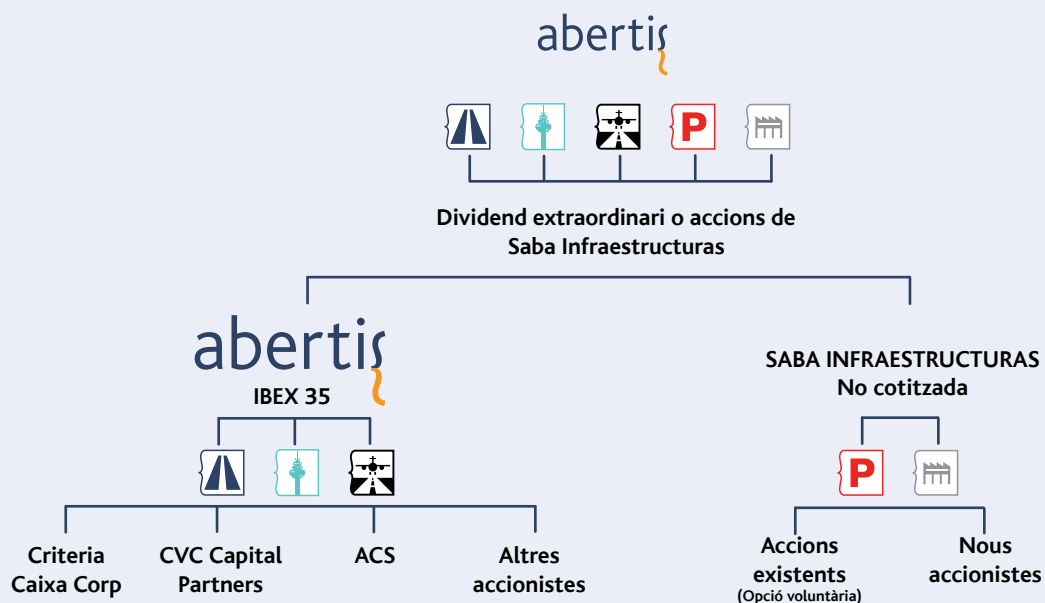 abertis
P
Dividend extraordinari o accions de
Saba Infraestructuras
abertis
IBEX 35
SABA INFRAESTRUCTURAS
No cotitzada
P
Criteria
Caixa Corp
CVC Capital
Partners
ACS
Altres
accionistes
Accions
existents
(Opció voluntària)
Nous
accionistes